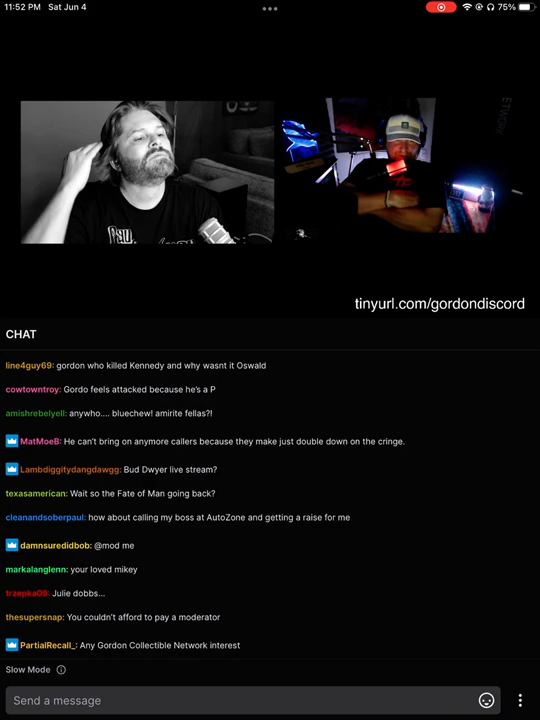 11:52 PM Sat Jun 4
75%
tinyurl.com/gordondiscord
CHAT
line4guy69: gordon who killed Kennedy and why wasnt it Oswald
cowtowntroy: Gordo feels attacked because he's a P
amishrebelyell: anywho.... bluechew! amirite fellas?!
MatMoeB: He can't bring on anymore callers because they make just double down on the cringe.
Lambdiggitydangdawgg: Bud Dwyer live stream?
texasamerican: Wait so the Fate of Man going back?
cleanandsoberpaul: how about calling my boss at AutoZone and getting a raise for me
damnsuredidbob: @mod me
markalanglenn: your loved mikey
trzepka09: Julie dobbs...
thesupersnap: You couldn't afford to pay a moderator
PartialRecall_: Any Gordon Collectible Network interest
Slow Mode
Send a message